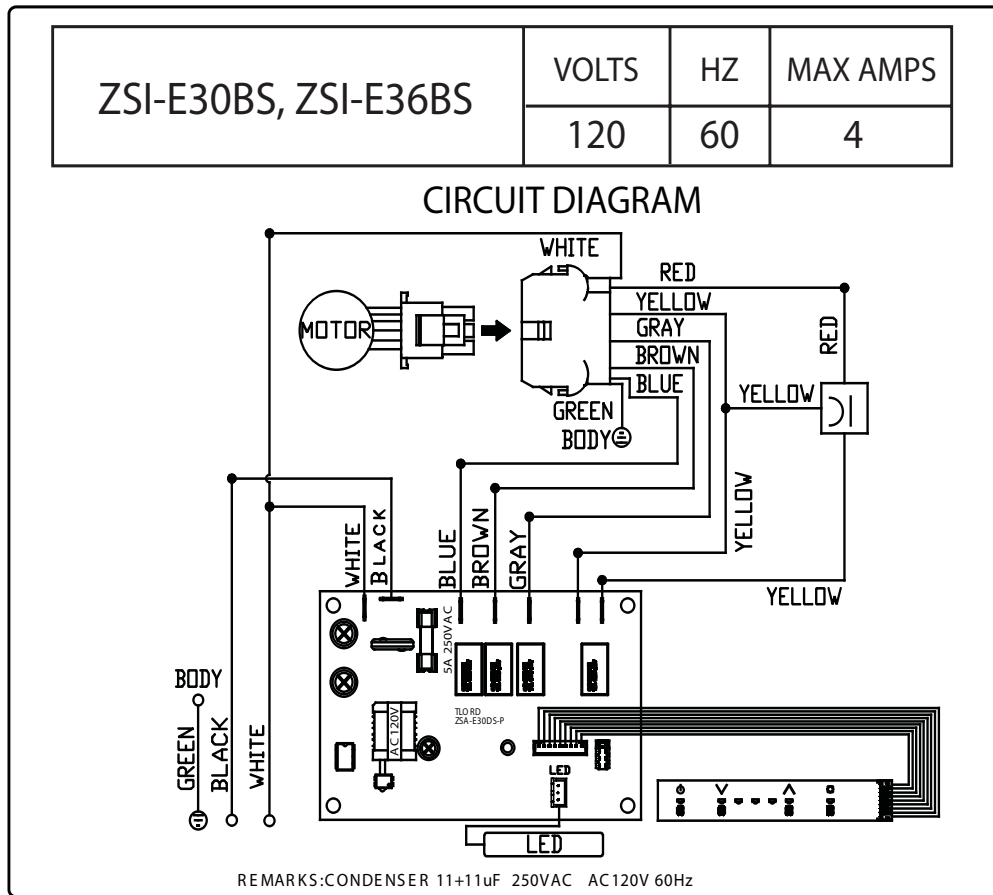 ZSI-E30BS, ZSI-E36BS
VOLTS HZ MAX AMPS
120 60 4
CIRCUIT DIAGRAM
WHITE
RED
YELLOW
GRAY
BROWN
BLUE
GREEN
BODY
MOTOR
RED
YELLOW
YELLOW
YELLOW
WHITE
BLACK
BLUE
BROWN
GRAY
5A 250VAC
TLORD
ZSA-E30DS-P
AC120V
LED
LED
BODY
GREEN
BLACK
WHITE
REMARKS:CONDENSER 11+11uF 250VAC AC120V 60Hz